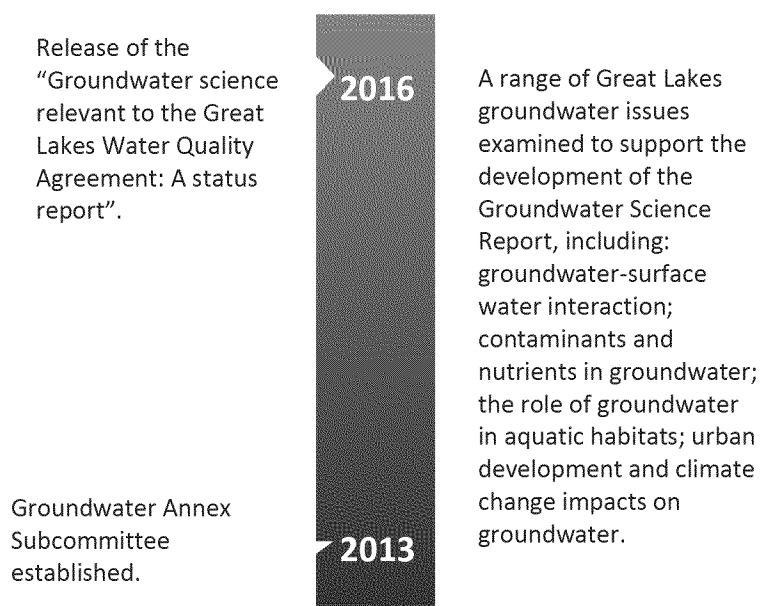 Release of the
“Groundwater science
relevant to the Great
Lakes Water Quality
Agreement: A status
report”.
2016
A range of Great Lakes
groundwater issues
examined to support the
development of the
Groundwater Science
Report, including:
groundwater-surface
water interaction;
contaminants and
nutrients in groundwater;
the role of groundwater
in aquatic habitats; urban
development and climate
change impacts on
groundwater.
Groundwater Annex
Subcommittee
established.
2013